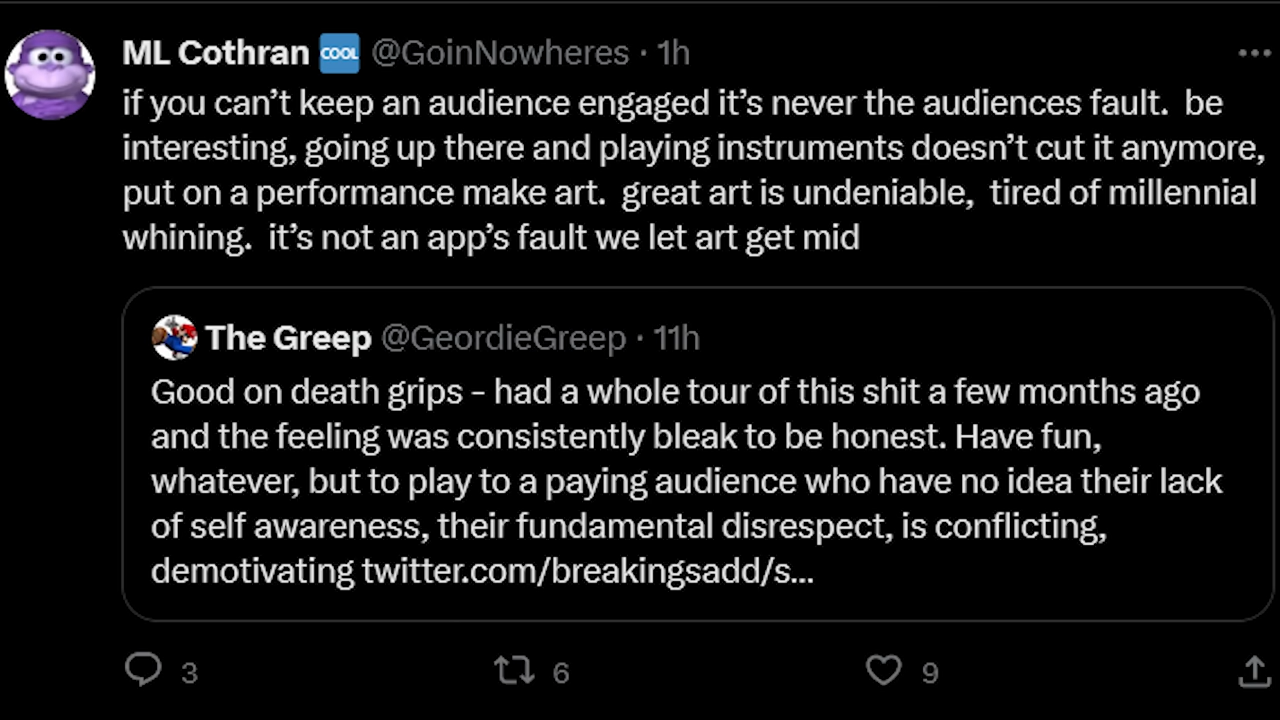 ML Cothran COOL @GoinNowheres · 1h
if you can’t keep an audience engaged it’s never the audiences fault.  be
interesting, going up there and playing instruments doesn’t cut it anymore,
put on a performance make art.  great art is undeniable,  tired of millennial
whining.  it’s not an app’s fault we let art get mid
The Greep @GeordieGreep · 11h
Good on death grips - had a whole tour of this shit a few months ago
and the feeling was consistently bleak to be honest. Have fun,
whatever, but to play to a paying audience who have no idea their lack
of self awareness, their fundamental disrespect, is conflicting,
demotivating twitter.com/breakingsadd/s...
3 6 9